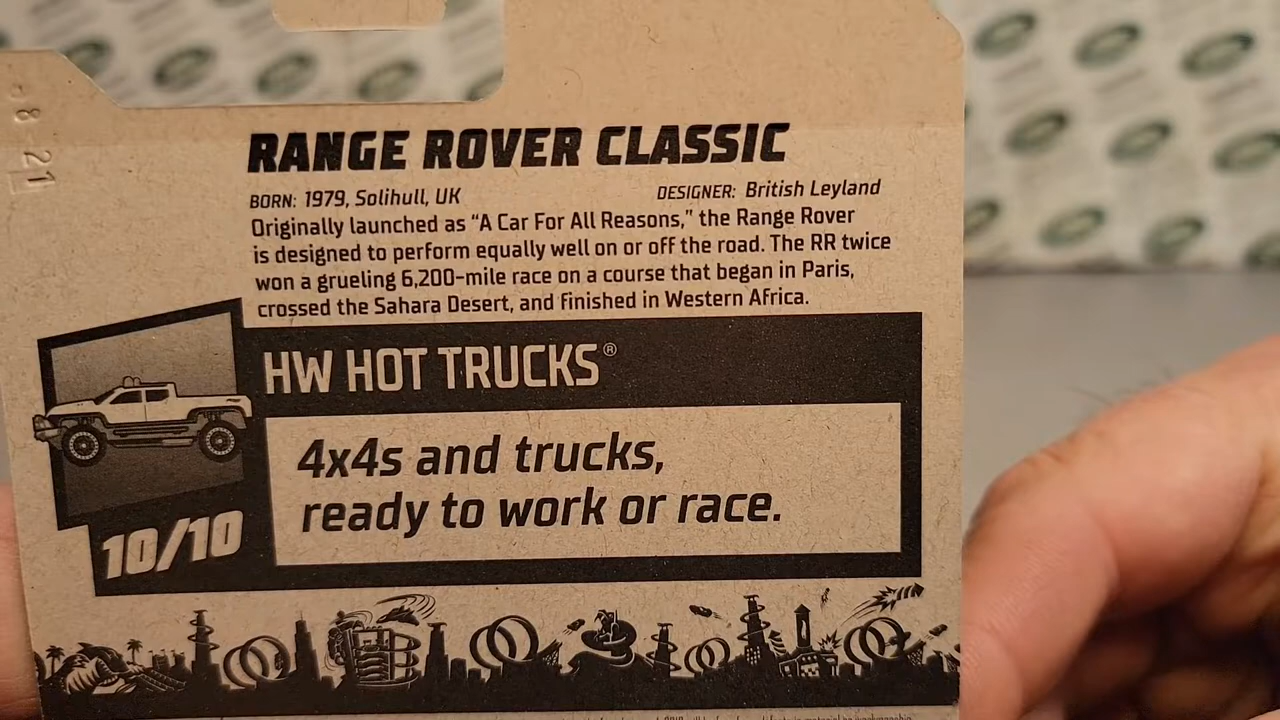 RANGE ROVER CLASSIC
BORN: 1979, Solihull, UK
DESIGNER: British Leyland
Originally launched as “A Car For All Reasons,” the Range Rover
is designed to perform equally well on or off the road. The RR twice
won a grueling 6,200-mile race on a course that began in Paris,
crossed the Sahara Desert, and finished in Western Africa.
HW HOT TRUCKS®
4x4s and trucks,
ready to work or race.
10/10
8 21